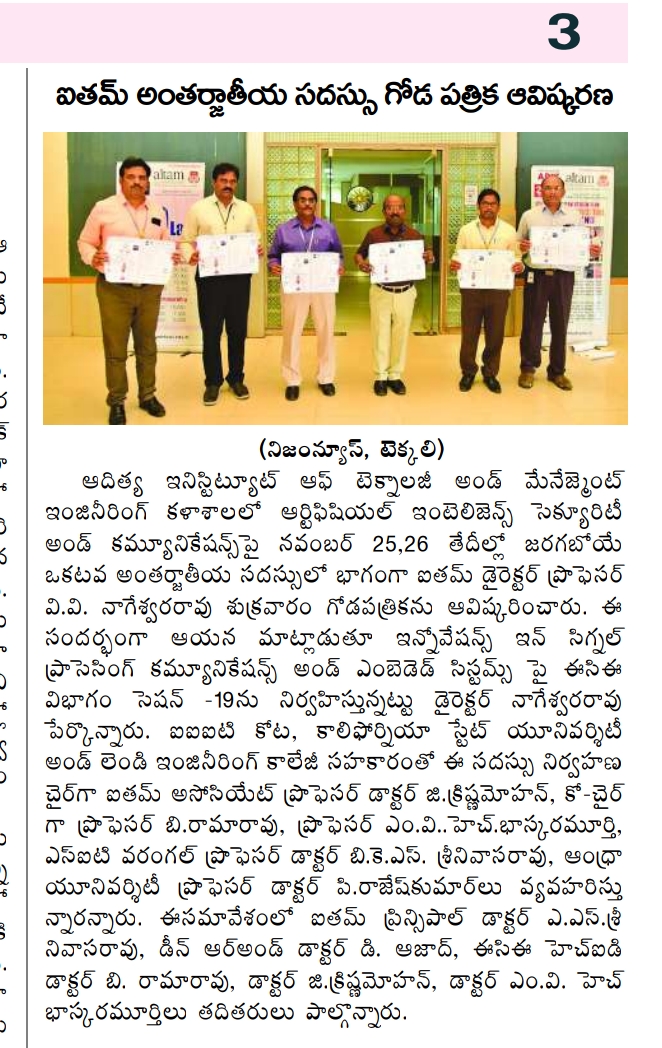 3
ఐతమ్ అంతర్జాతీయ సదస్సు గోడ పత్రిక ఆవిష్కరణ
aitam
aitam
(నిజంన్యూస్, టెక్కలి)
ఆదిత్య ఇనిస్టిట్యూట్ ఆఫ్ టెక్నాలజీ అండ్ మేనేజ్మెంట్
ఇంజినీరింగ్ కళాశాలలో ఆర్టిఫిషియల్ ఇంటెలిజెన్స్ సెక్యూరిటీ
అండ్ కమ్యూనికేషన్స్‌పై నవంబర్ 25,26 తేదీల్లో జరగబోయే
ఒకటవ అంతర్జాతీయ సదస్సులో భాగంగా ఐతమ్ డైరెక్టర్ ప్రొఫెసర్
వి.వి. నాగేశ్వరరావు శుక్రవారం గోడపత్రికను ఆవిష్కరించారు. ఈ
సందర్భంగా ఆయన మాట్లాడుతూ ఇన్నోవేషన్స్ ఇన్ సిగ్నల్
ప్రాసెసింగ్ కమ్యూనికేషన్స్ అండ్ ఎంబెడెడ్ సిస్టమ్స్ పై ఈసిఈ
విభాగం సెషన్ -19ను నిర్వహిస్తున్నట్టు డైరెక్టర్ నాగేశ్వరరావు
పేర్కొన్నారు. ఐఐఐటి కోట, కాలిఫోర్నియా స్టేట్ యూనివర్శిటీ
అండ్ లెండి ఇంజినీరింగ్ కాలేజీ సహకారంతో ఈ సదస్సు నిర్వహణ
చైర్‌గా ఐతమ్ అసోసియేట్ ప్రొఫెసర్ డాక్టర్ జి.క్రిష్ణమోహన్, కో-చైర్
గా ప్రొఫెసర్ బి.రామారావు, ప్రొఫెసర్ ఎం.వి..హెచ్.భాస్కరమూర్తి,
ఎస్ఐటి వరంగల్ ప్రొఫెసర్ డాక్టర్ బి.కె.ఎస్. శ్రీనివాసరావు, ఆంధ్రా
యూనివర్శిటీ ప్రొఫెసర్ డాక్టర్ పి.రాజేష్‌కుమార్‌లు వ్యవహరిస్తు
న్నారన్నారు. ఈసమావేశంలో ఐతమ్ ప్రిన్సిపాల్ డాక్టర్ ఎ.ఎస్.శ్రీ
నివాసరావు, డీన్ ఆర్అండ్ డాక్టర్ డి. ఆజాద్, ఈసిఈ హెచ్ఐడి
డాక్టర్ బి. రామారావు, డాక్టర్ జి.క్రిష్ణమోహన్, డాక్టర్ ఎం.వి. హెచ్
భాస్కరమూర్తిలు తదితరులు పాల్గొన్నారు.